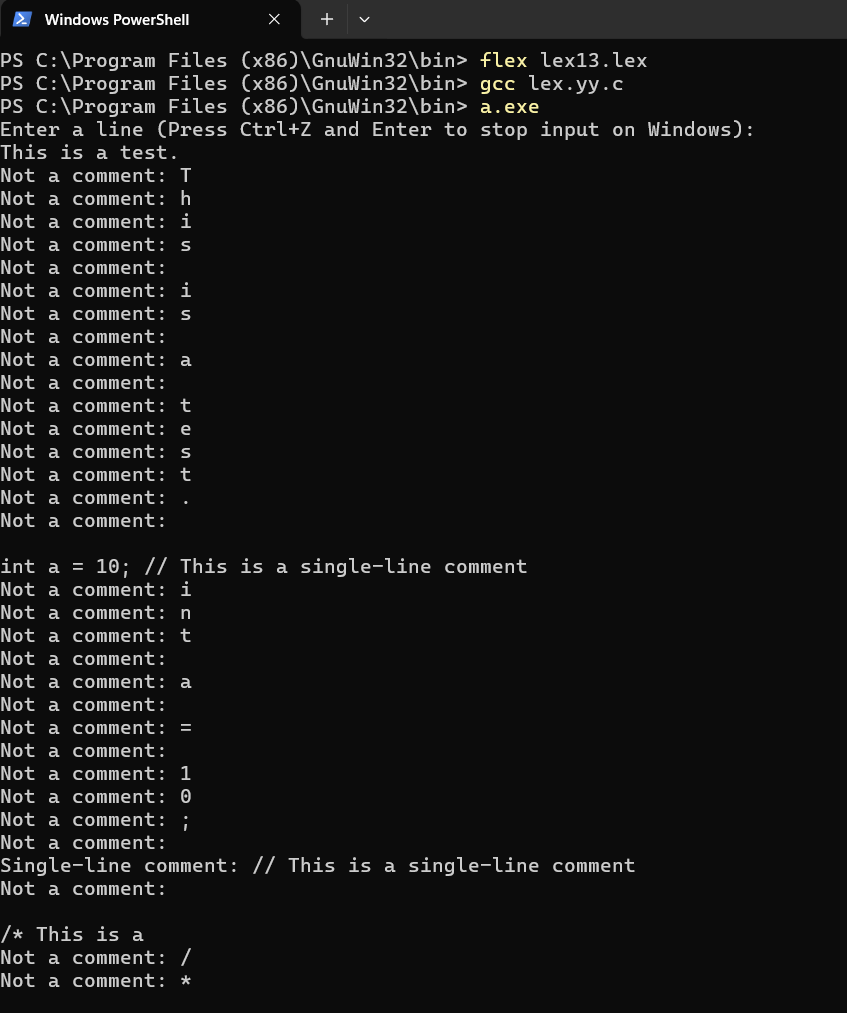 Windows PowerShell
PS C:\Program Files (x86)\GnuWin32\bin> flex lex13.lex
PS C:\Program Files (x86)\GnuWin32\bin> gcc lex.yy.c
PS C:\Program Files (x86)\GnuWin32\bin> a.exe
Enter a line (Press Ctrl+Z and Enter to stop input on Windows):
This is a test.
Not a comment: T
Not a comment: h
Not a comment: i
Not a comment: s
Not a comment:
Not a comment: i
Not a comment: s
Not a comment:
Not a comment: a
Not a comment:
Not a comment: t
Not a comment: e
Not a comment: s
Not a comment: t
Not a comment: .
Not a comment:
int a = 10; // This is a single-line comment
Not a comment: i
Not a comment: n
Not a comment: t
Not a comment:
Not a comment: a
Not a comment:
Not a comment: =
Not a comment:
Not a comment: 1
Not a comment: 0
Not a comment: ;
Not a comment:
Single-line comment: // This is a single-line comment
Not a comment:
/* This is a
Not a comment: /
Not a comment: *